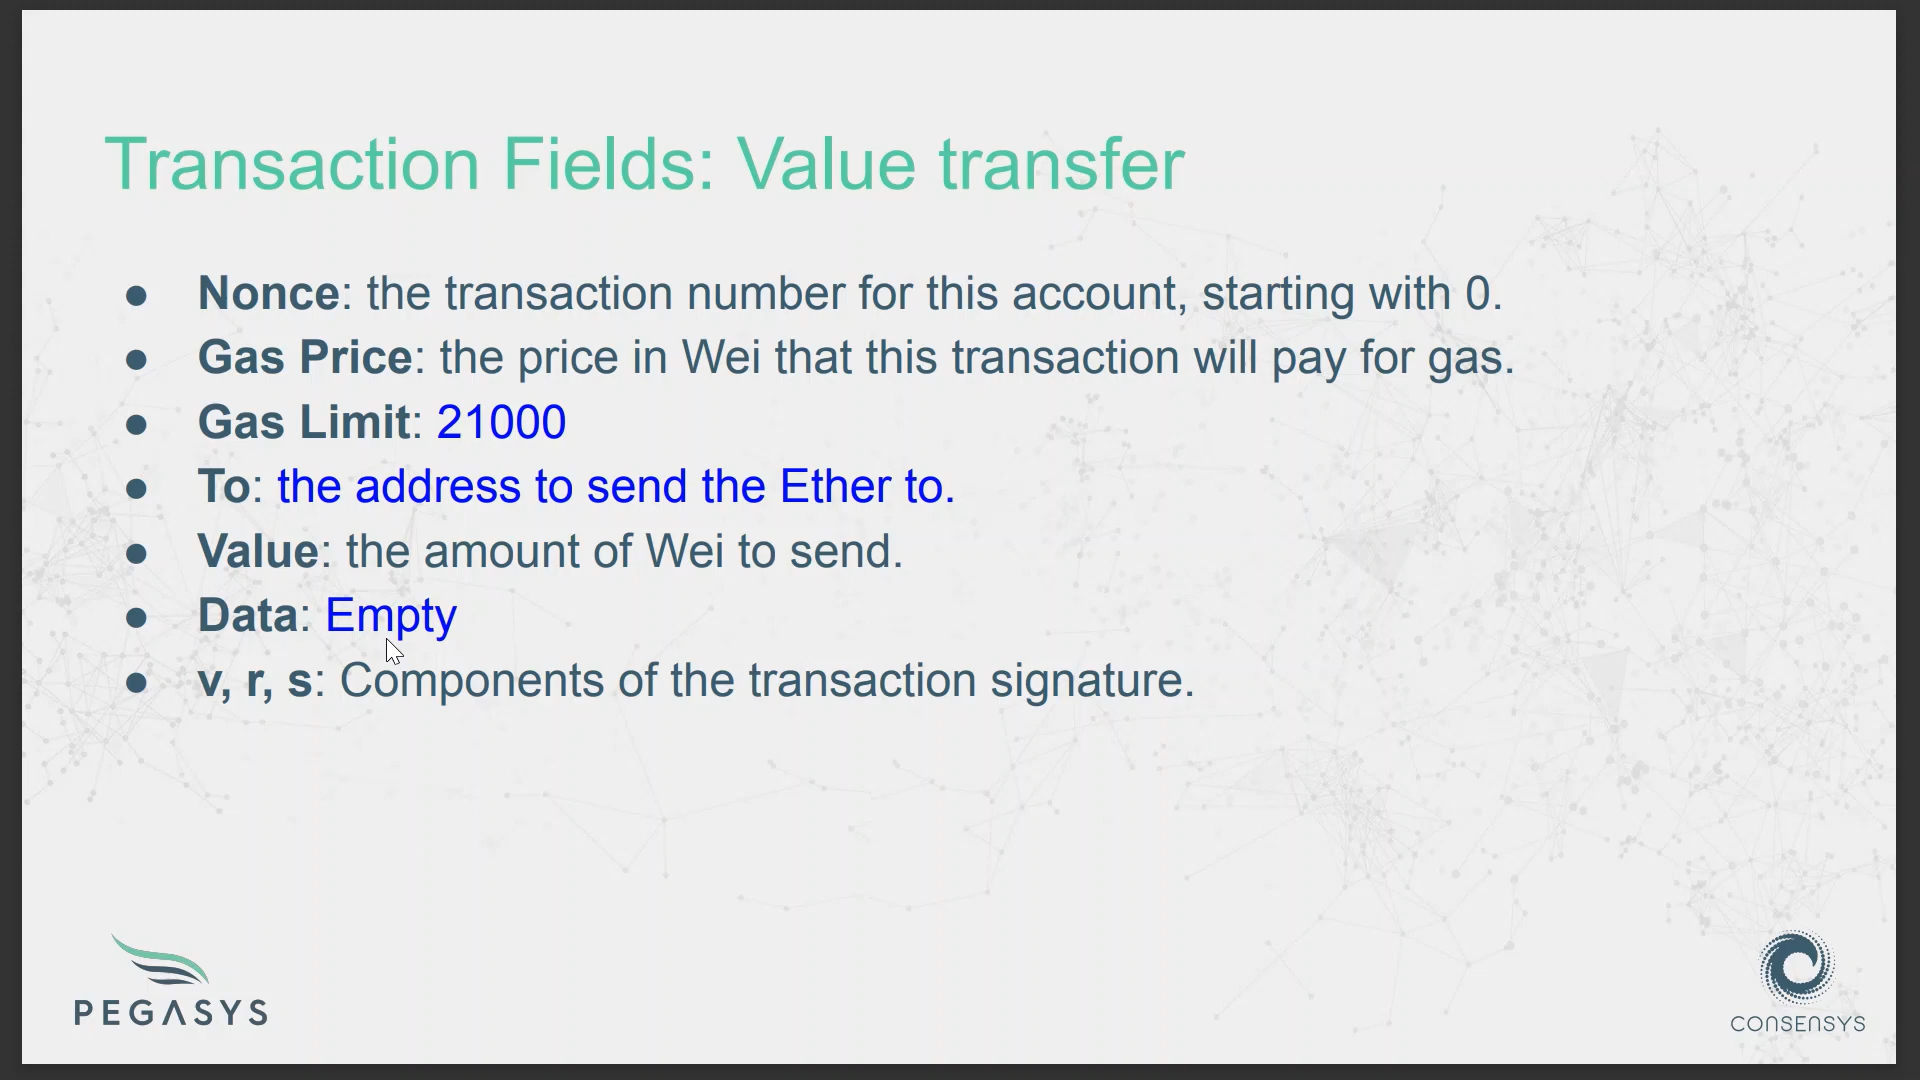 Transaction Fields: Value transfer
● Nonce: the transaction number for this account, starting with 0.
● Gas Price: the price in Wei that this transaction will pay for gas.
● Gas Limit: 21000
● To: the address to send the Ether to.
● Value: the amount of Wei to send.
● Data: Empty
● v, r, s: Components of the transaction signature.
PEGASYS
CONSENSYS